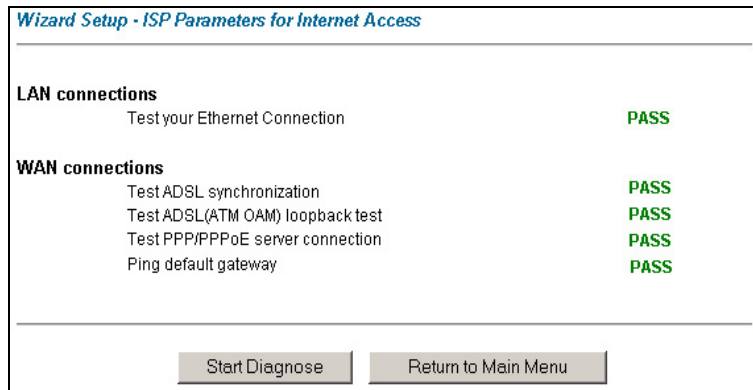 Wizard Setup - ISP Parameters for Internet Access
LAN connections
Test your Ethernet Connection PASS
WAN connections
Test ADSL synchronization PASS
Test ADSL(ATM OAM) loopback test PASS
Test PPP/PPPoE server connection PASS
Ping default gateway PASS
Start Diagnose Return to Main Menu